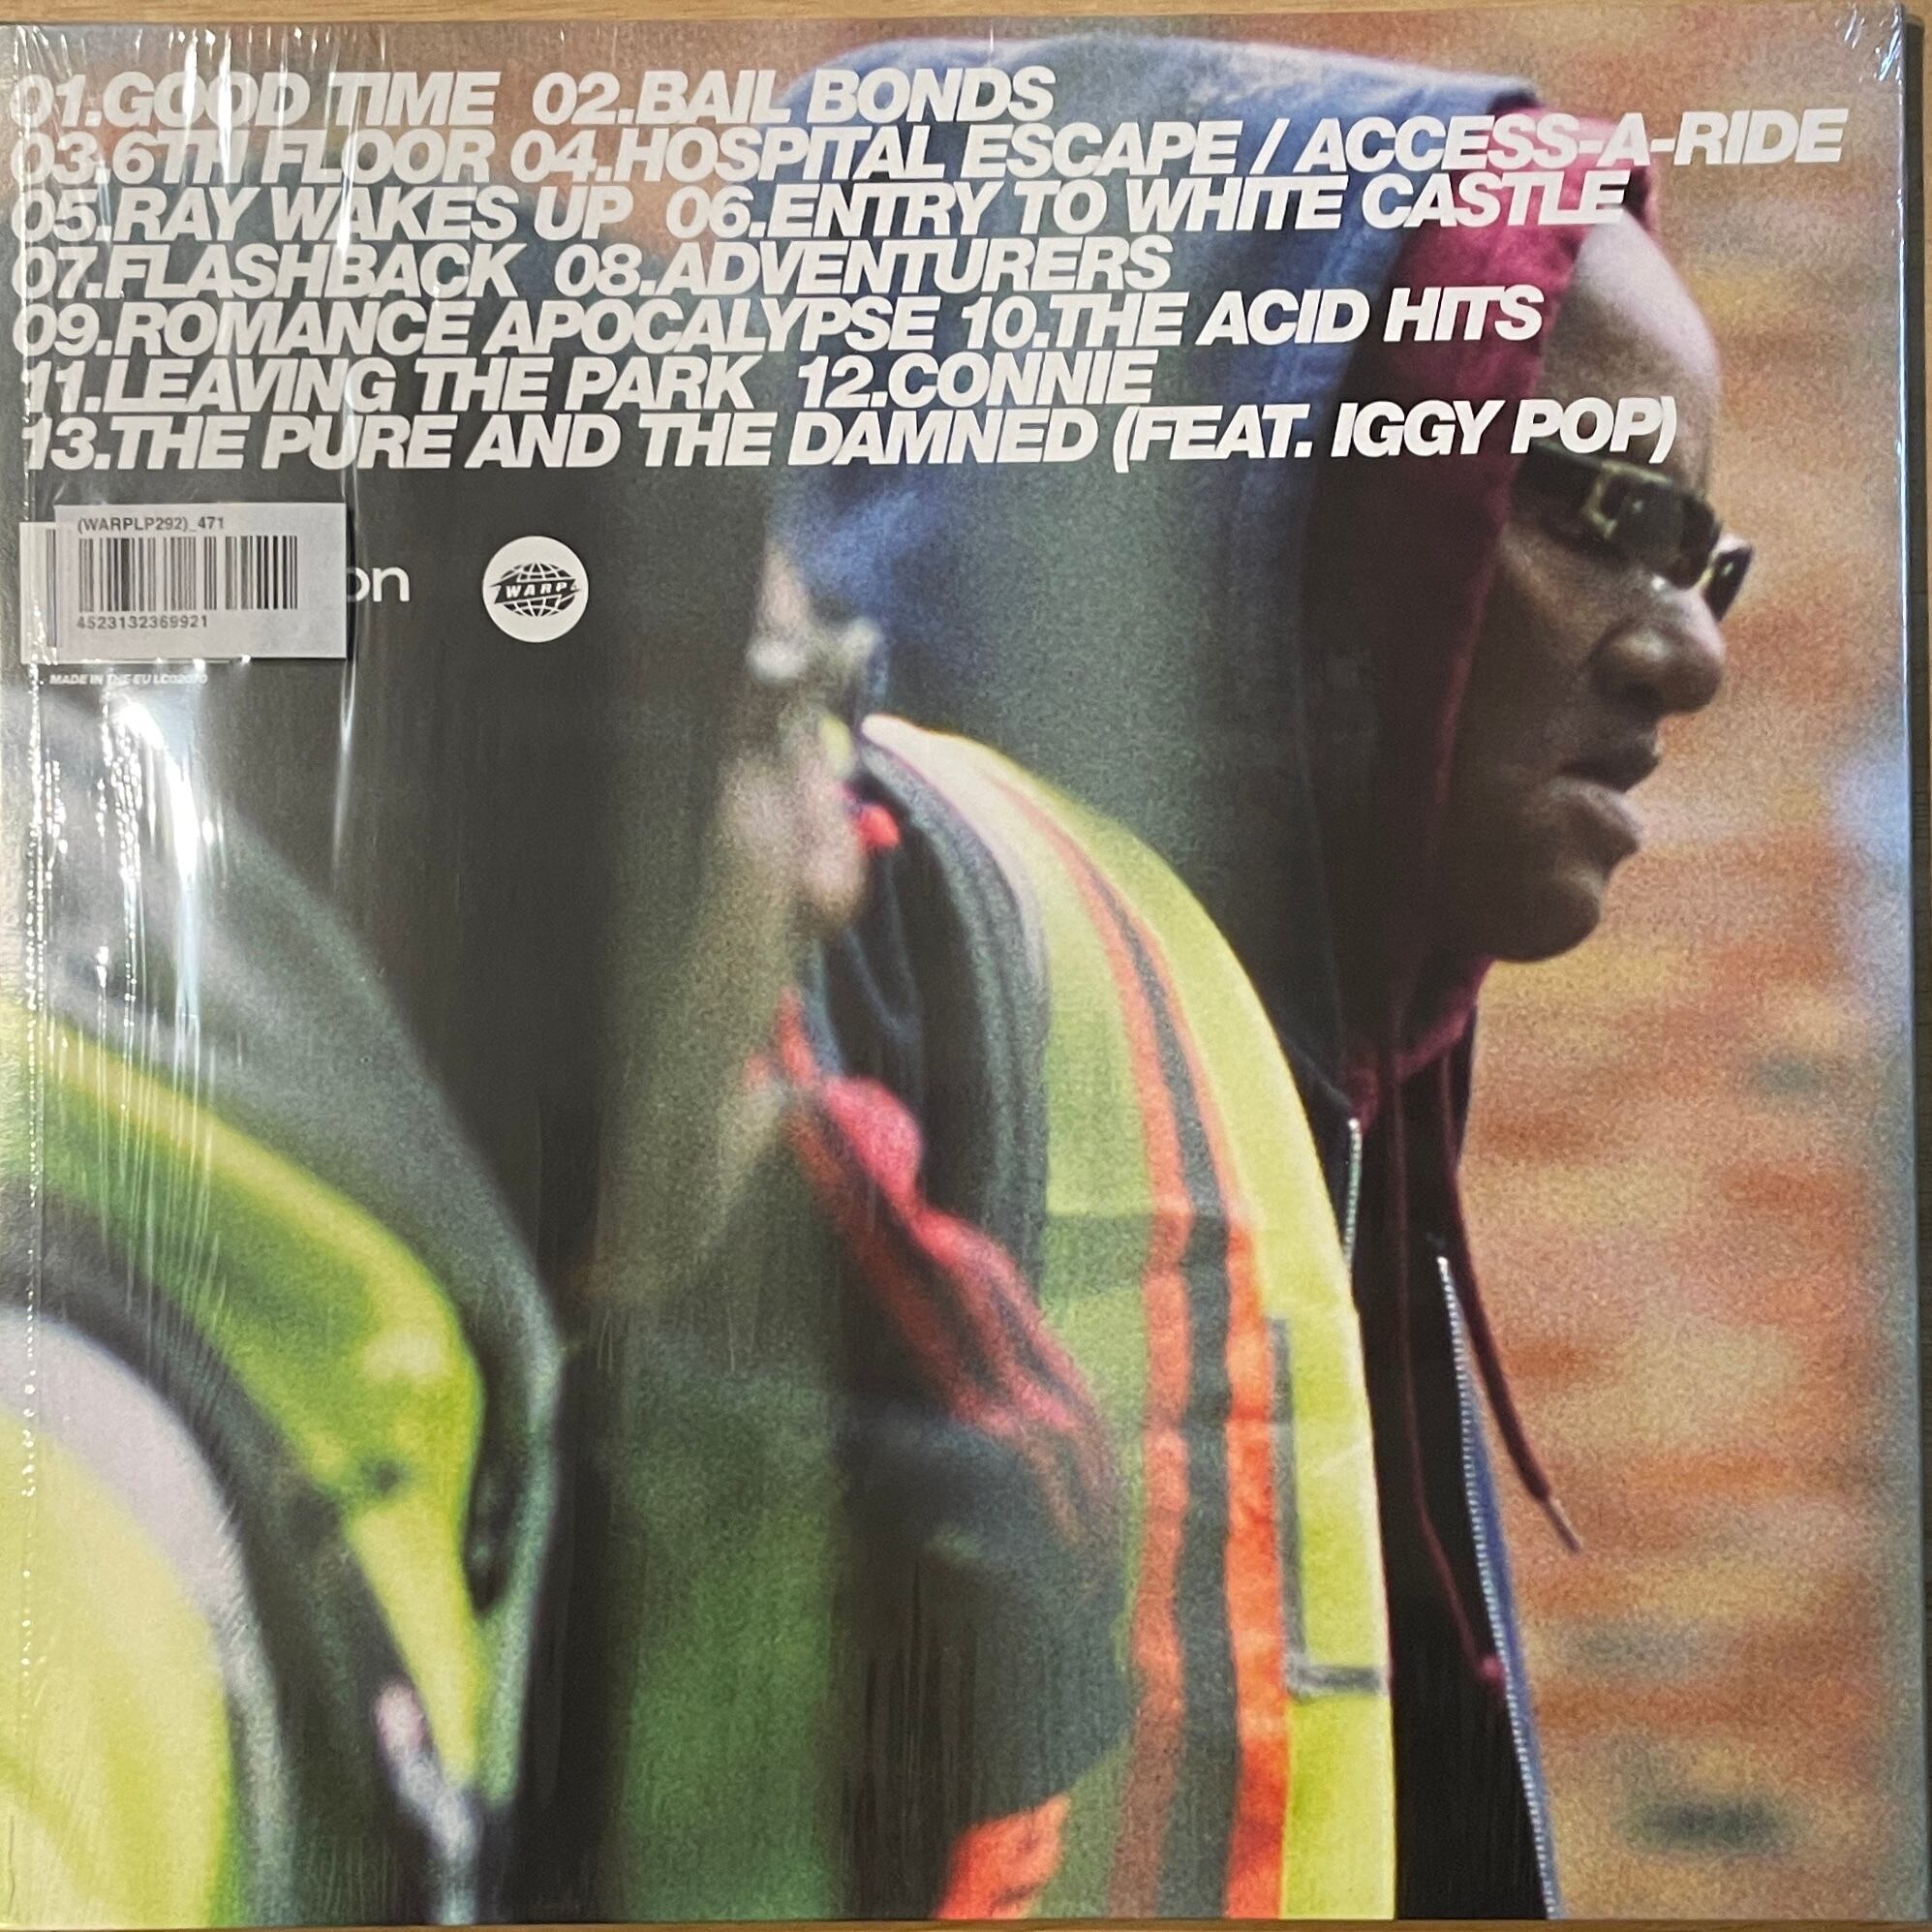 01.GOOD TIME 02.BAIL BONDS
03.6TH FLOOR 04.HOSPITAL ESCAPE / ACCESS-A-RIDE
05.RAY WAKES UP 06.ENTRY TO WHITE CASTLE
07.FLASHBACK 08.ADVENTURERS
09.ROMANCE APOCALYPSE 10.THE ACID HITS
11.LEAVING THE PARK 12.CONNIE
13.THE PURE AND THE DAMNED (FEAT. IGGY POP)
(WARPLP292)_471
4523132369921
on
WARP
MADE IN THE EU LC02070